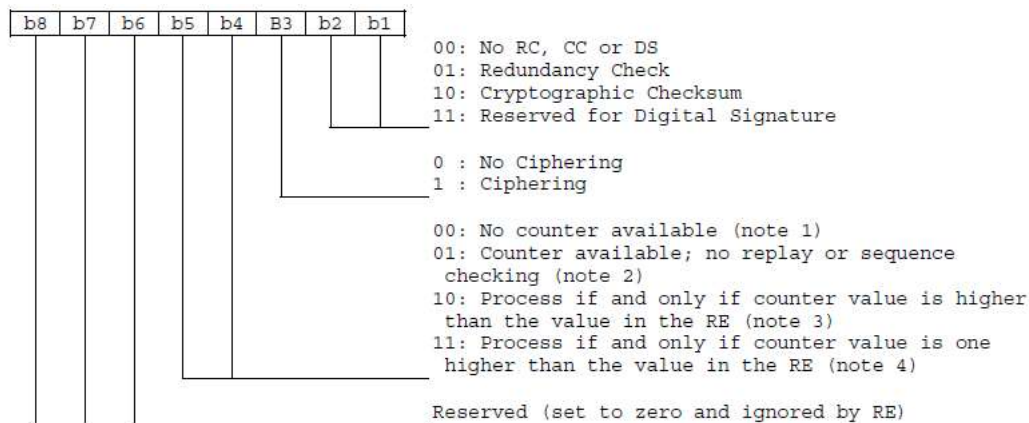 b8 b7 b6 b5 b4 B3 b2 b1
00: No RC, CC or DS
01: Redundancy Check
10: Cryptographic Checksum
11: Reserved for Digital Signature
0 : No Ciphering
1 : Ciphering
00: No counter available (note 1)
01: Counter available; no replay or sequence
checking (note 2)
10: Process if and only if counter value is higher
than the value in the RE (note 3)
11: Process if and only if counter value is one
higher than the value in the RE (note 4)
Reserved (set to zero and ignored by RE)